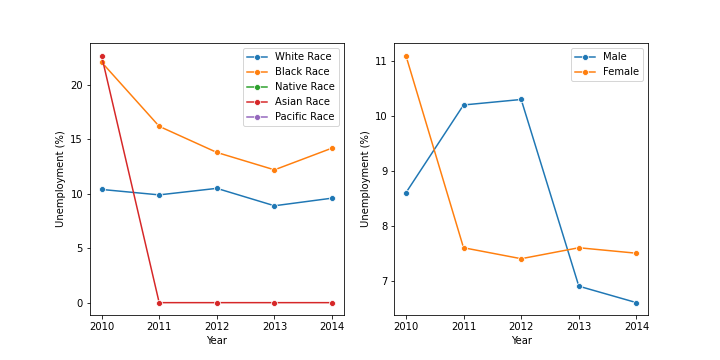 White Race
Black Race
Native Race
Asian Race
Pacific Race
Unemployment (%)
20
15
10
5
0
2010 2011 2012 2013 2014
Year
Male
Female
Unemployment (%)
11
10
9
8
7
2010 2011 2012 2013 2014
Year